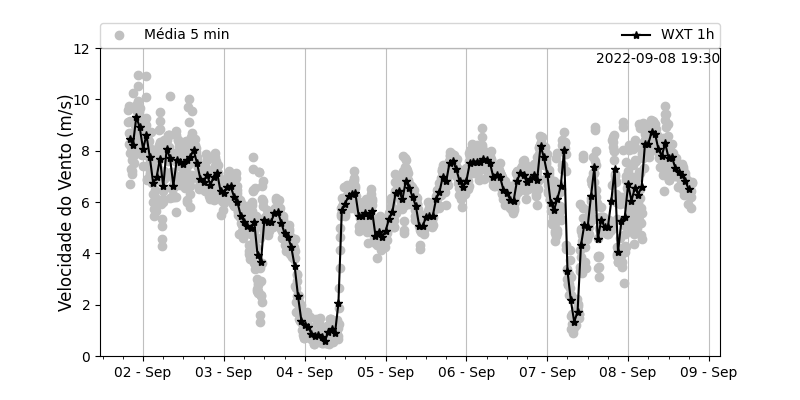 Média 5 min
WXT 1h
2022-09-08 19:30
Velocidade do Vento (m/s)
12
10
8
6
4
2
0
02 - Sep
03 - Sep
04 - Sep
05 - Sep
06 - Sep
07 - Sep
08 - Sep
09 - Sep